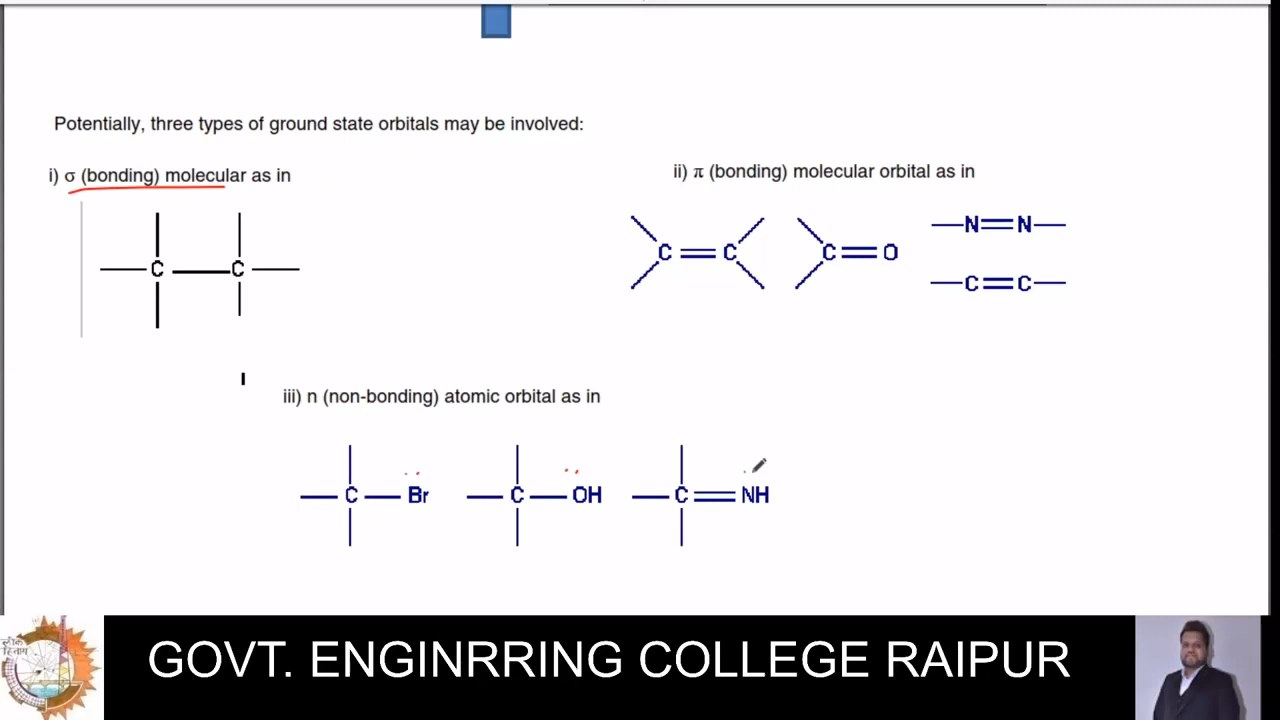 Potentially, three types of ground state orbitals may be involved:
i) σ (bonding) molecular as in
ii) π (bonding) molecular orbital as in
C C
C C
C O
N N
C C
iii) n (non-bonding) atomic orbital as in
C Br
C OH
C NH
GOVT. ENGINRRING COLLEGE RAIPUR